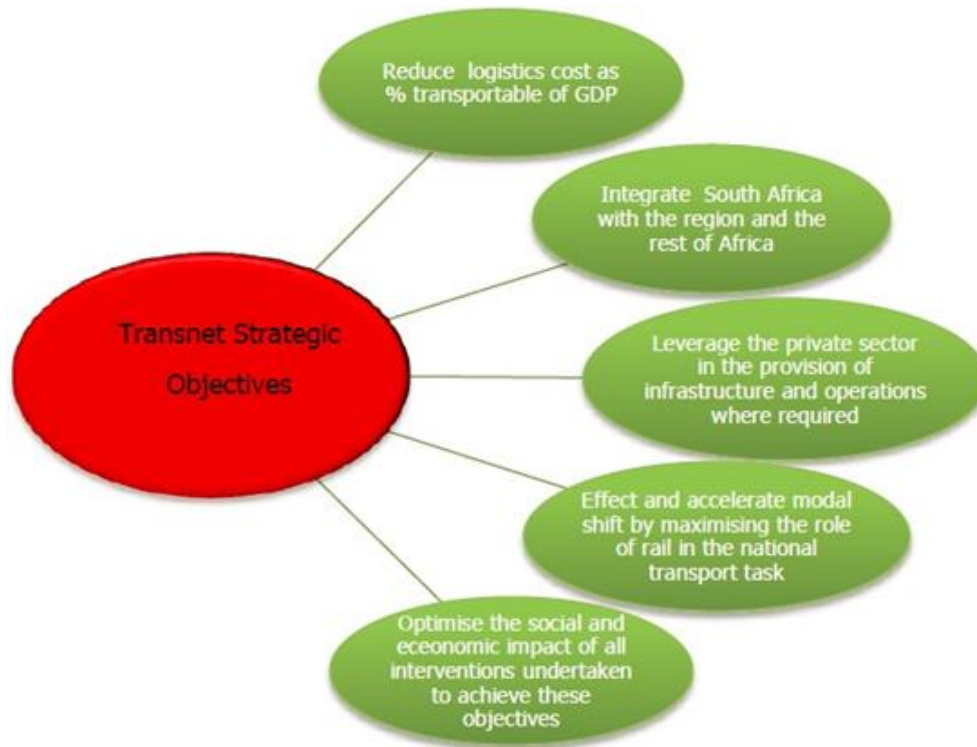 Reduce logistics cost as
% transportable of GDP
Integrate South Africa
with the region and the
rest of Africa
Transnet Strategic
Objectives
Leverage the private sector
in the provision of
infrastructure and operations
where required
Effect and accelerate modal
shift by maximising the role
of rail in the national
transport task
Optimise the social and
eceonomic impact of all
interventions undertaken
to achieve these
objectives